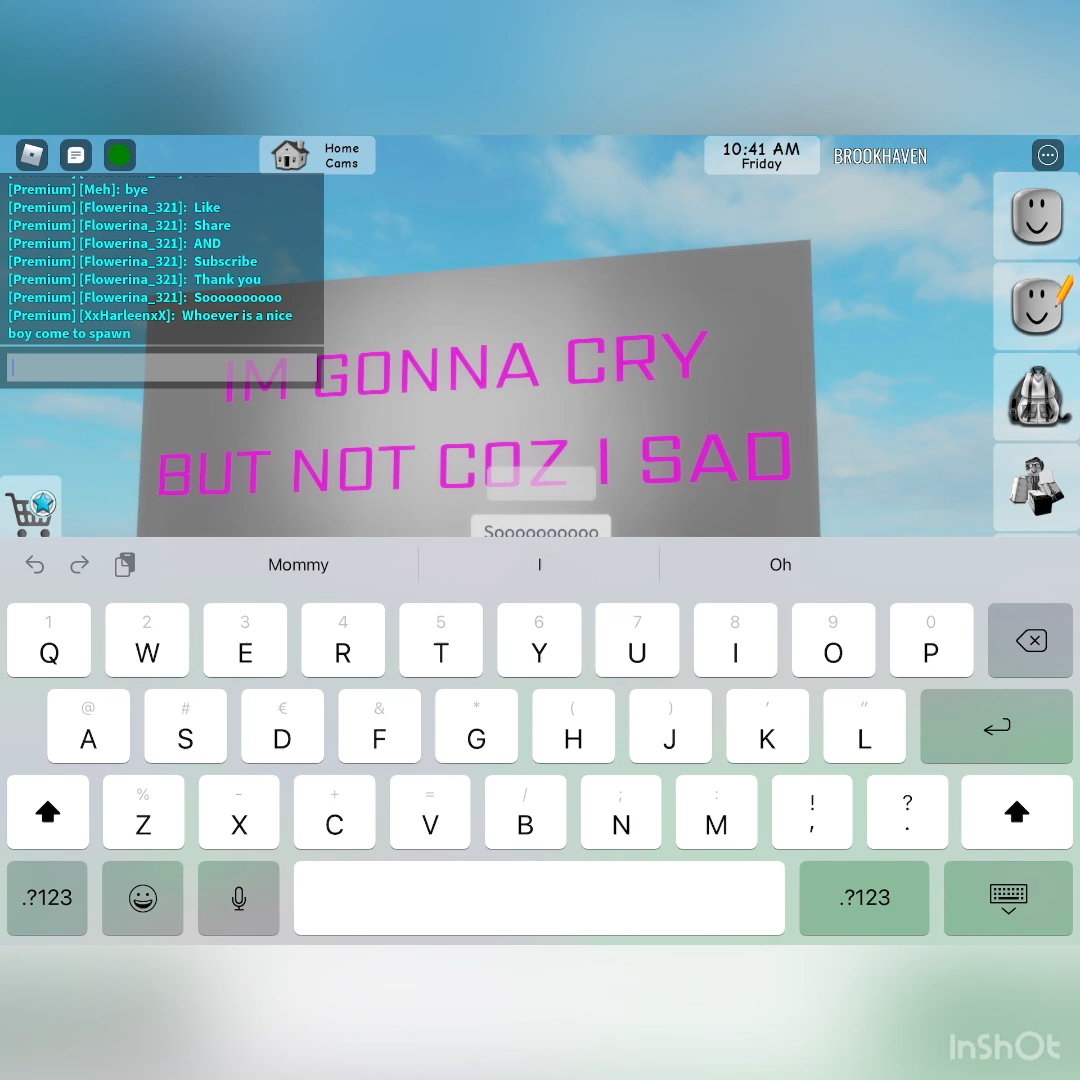 Home
Cams
10:41 AM
Friday
BROOKHAVEN
[Premium] [Meh]: bye
[Premium] [Flowerina_321]: Like
[Premium] [Flowerina_321]: Share
[Premium] [Flowerina_321]: AND
[Premium] [Flowerina_321]: Subscribe
[Premium] [Flowerina_321]: Thank you
[Premium] [Flowerina_321]: Soooooooooo
[Premium] [XxHarleenxX]: Whoever is a nice
boy come to spawn
IM GONNA CRY
BUT NOT COZ I SAD
Soooooooooo
Mommy I Oh
1 2 3 4 5 6 7 8 9 0
Q W E R T Y U I O P
@ # € & * ( ) ' "
A S D F G H J K L
% - + = / ; : ! ?
Z X C V B N M , .
.?123 .?123
InShOt